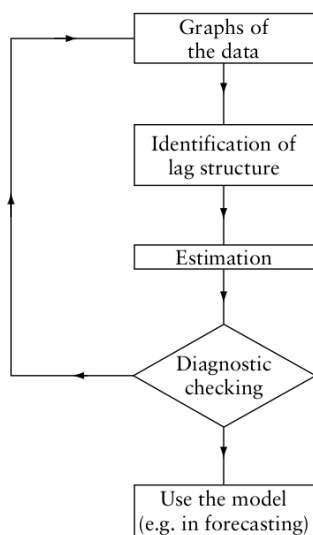 Graphs of
the data
Identification of
lag structure
Estimation
Diagnostic
checking
Use the model
(e.g. in forecasting)